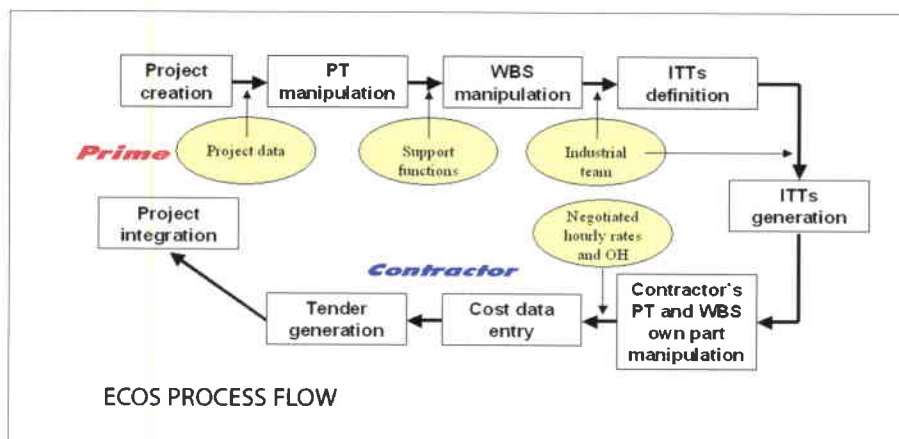 Project
creation
PT
manipulation
WBS
manipulation
ITTs
definition
Prime
Project data
Support
functions
Industrial
team
Project
integration
Negotiated
hourly rates
and OH
ITTs
generation
Contractor
Tender
generation
Cost data
entry
Contractor`s
PT and WBS
own part
manipulation
ECOS PROCESS FLOW